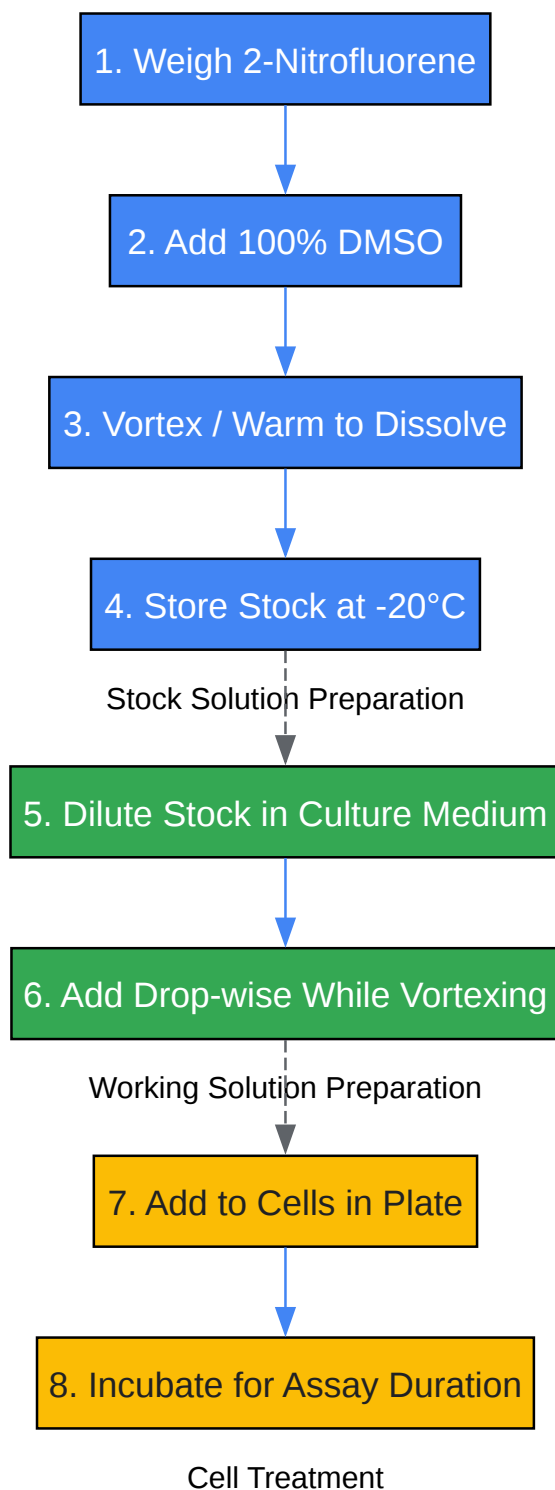 1. Weigh 2-Nitrofluorene
2. Add 100% DMSO
3. Vortex / Warm to Dissolve
4. Store Stock at -20°C
Stock Solution Preparation
5. Dilute Stock in Culture Medium
6. Add Drop-wise While Vortexing
Working Solution Preparation
7. Add to Cells in Plate
8. Incubate for Assay Duration
Cell Treatment